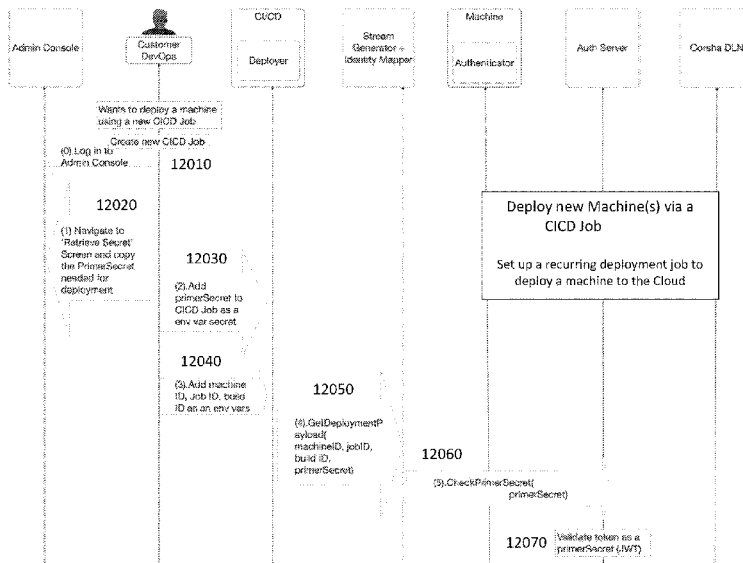 CI/CD
Machine
Admin Console
Customer
DevOps
Deployer
Stream
Generator +
Identity Mapper
Authenticator
Auth Server
Corsha DLN
Wants to deploy a machine
using a new CICD Job
Create new CICD Job
(0).Log in to
Admin Console
12010
12020
(1) Navigate to
'Retrieve Secret'
Screen and copy
the PrimerSecret
needed for
deployment
Deploy new Machine(s) via a
CICD Job
Set up a recurring deployment job to
deploy a machine to the Cloud
12030
(2).Add
primerSecret to
CICD Job as a
env var secret
12040
(3).Add machine
ID, Job ID, build
ID as an env vars
12050
(4).GetDeploymentP
ayload(
machineID, jobID,
build ID,
primerSecret)
12060
(5).CheckPrimerSecret(
primerSecret)
12070
Validate token as a
primerSecret (JWT)